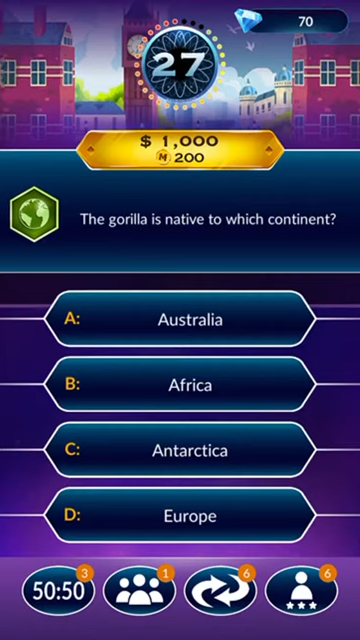 70
27
$ 1,000
M 200
The gorilla is native to which continent?
A: Australia
B: Africa
C: Antarctica
D: Europe
50:50 3
1
6
6